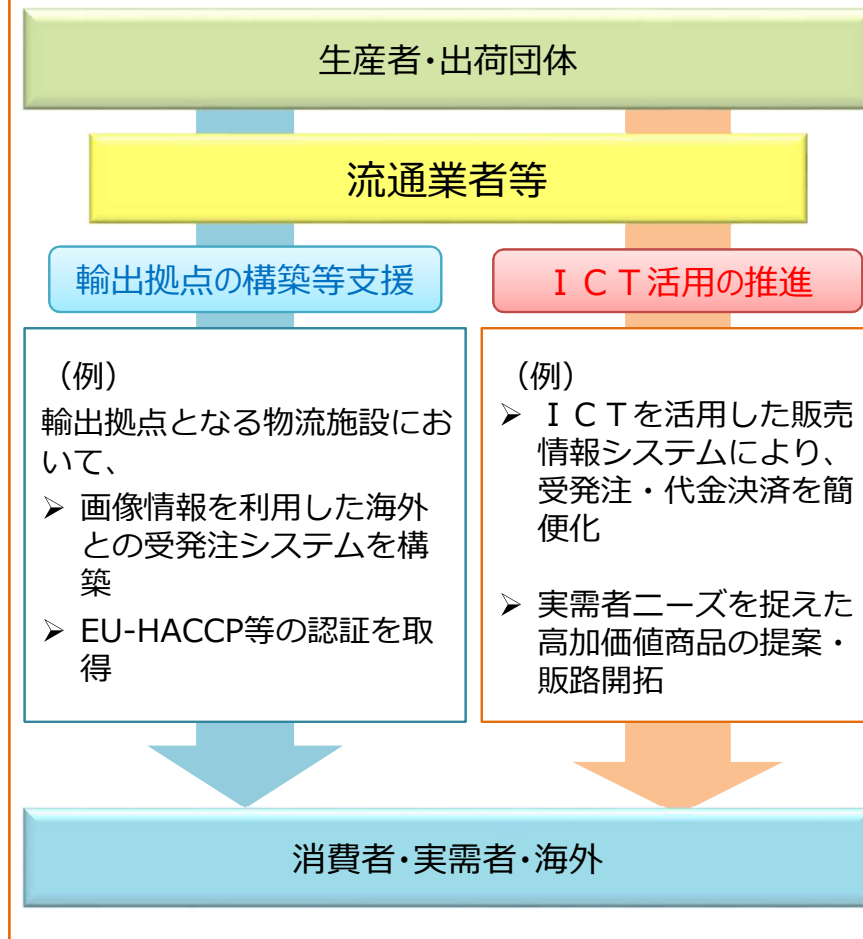 生産者・出荷団体
流通業者等
輸出拠点の構築等支援
（例）
輸出拠点となる物流施設にお
いて、
➢ 画像情報を利用した海外
との受発注システムを構
築
➢ EU-HACCP等の認証を取
得
ＩＣＴ活用の推進
（例）
➢ ＩＣＴを活用した販売
情報システムにより、
受発注・代金決済を簡
便化
➢ 実需者ニーズを捉えた
高加価値商品の提案・
販路開拓
消費者・実需者・海外